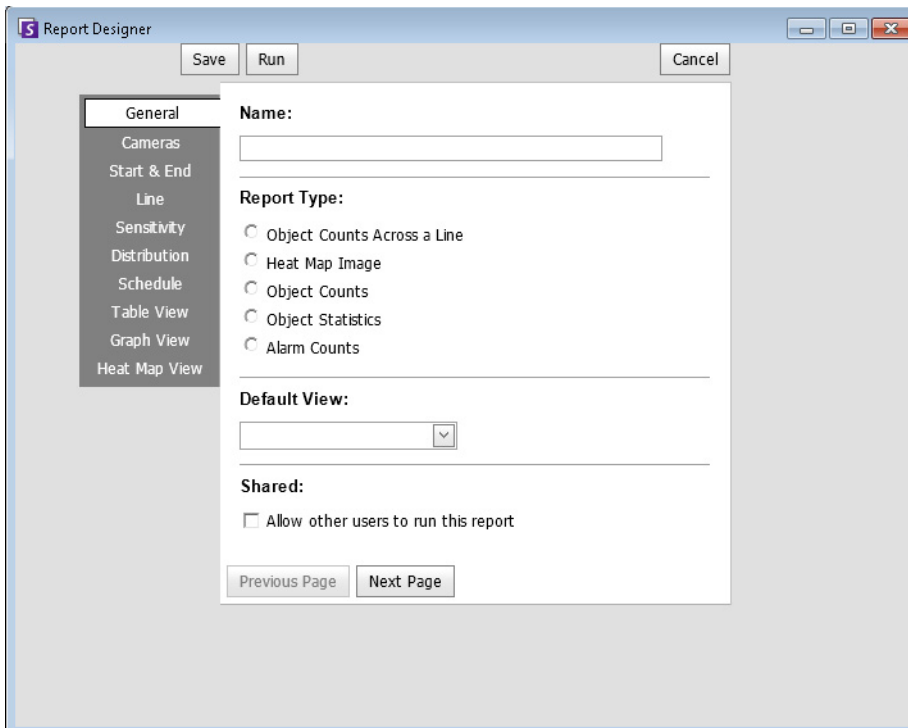 Report Designer
Save
Run
Cancel
General
Cameras
Start & End
Line
Sensitivity
Distribution
Schedule
Table View
Graph View
Heat Map View
Name:
Report Type:
Object Counts Across a Line
Heat Map Image
Object Counts
Object Statistics
Alarm Counts
Default View:
Shared:
Allow other users to run this report
Previous Page
Next Page